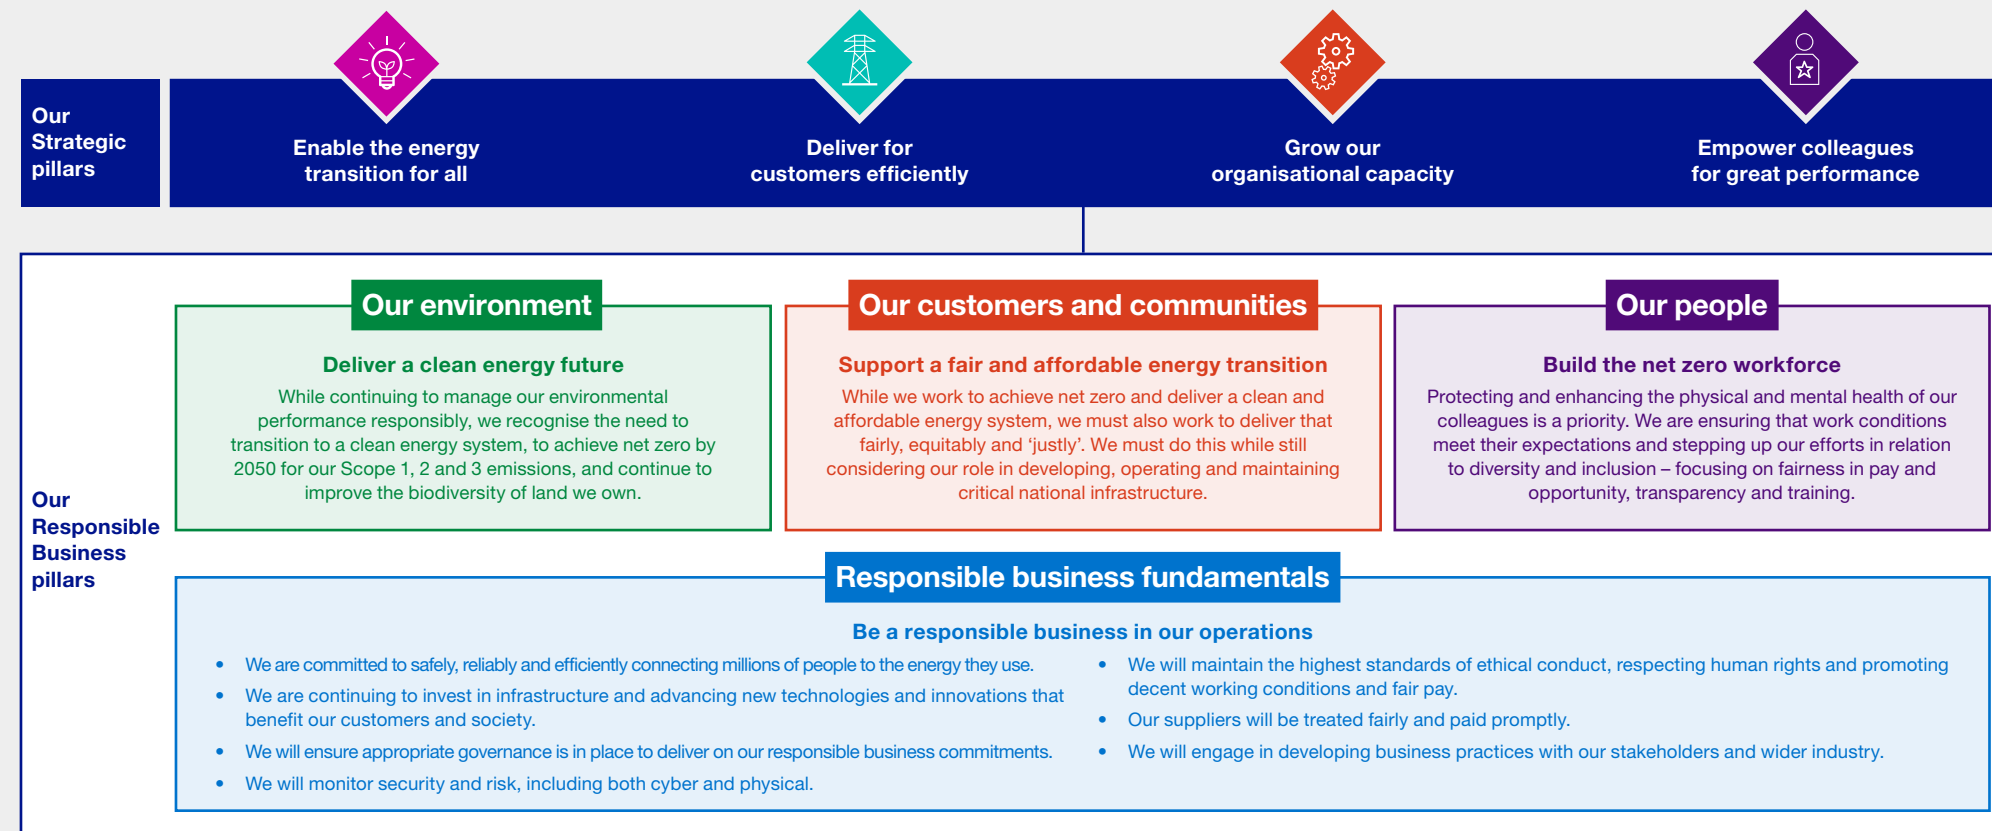 Our
Strategic
pillars
Enable the energy
transition for all
Deliver for
customers efficiently
Grow our
organisational capacity
Empower colleagues
for great performance
Our
Responsible
Business
pillars
Our environment
Deliver a clean energy future
While continuing to manage our environmental
performance responsibly, we recognise the need to
transition to a clean energy system, to achieve net zero by
2050 for our Scope 1, 2 and 3 emissions, and continue to
improve the biodiversity of land we own.
Our customers and communities
Support a fair and affordable energy transition
While we work to achieve net zero and deliver a clean and
affordable energy system, we must also work to deliver that
fairly, equitably and ‘justly’. We must do this while still
considering our role in developing, operating and maintaining
critical national infrastructure.
Our people
Build the net zero workforce
Protecting and enhancing the physical and mental health of our
colleagues is a priority. We are ensuring that work conditions
meet their expectations and stepping up our efforts in relation
to diversity and inclusion – focusing on fairness in pay and
opportunity, transparency and training.
Responsible business fundamentals
Be a responsible business in our operations
• We are committed to safely, reliably and efficiently connecting millions of people to the energy they use.
• We are continuing to invest in infrastructure and advancing new technologies and innovations that
benefit our customers and society.
• We will ensure appropriate governance is in place to deliver on our responsible business commitments.
• We will monitor security and risk, including both cyber and physical.
• We will maintain the highest standards of ethical conduct, respecting human rights and promoting
decent working conditions and fair pay.
• Our suppliers will be treated fairly and paid promptly.
• We will engage in developing business practices with our stakeholders and wider industry.